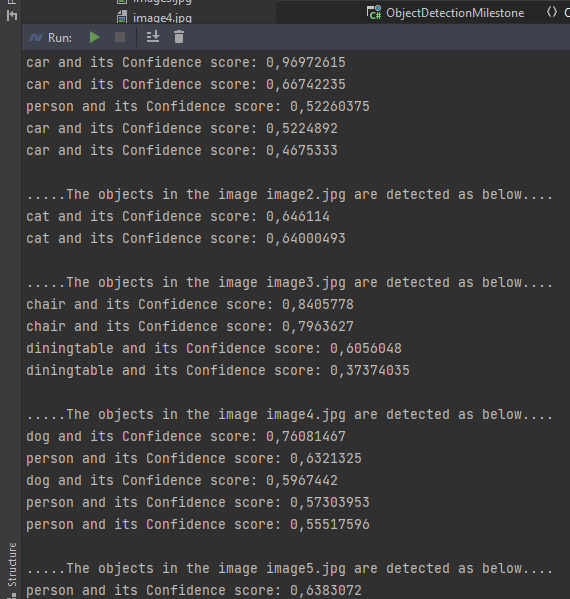 image4.jpg
ObjectDetectionMilestone
Run:
car and its Confidence score: 0,96972615
car and its Confidence score: 0,66742235
person and its Confidence score: 0,52260375
car and its Confidence score: 0,5224892
car and its Confidence score: 0,4675333
.....The objects in the image image2.jpg are detected as below....
cat and its Confidence score: 0,646114
cat and its Confidence score: 0,64000493
.....The objects in the image image3.jpg are detected as below....
chair and its Confidence score: 0,8405778
chair and its Confidence score: 0,7963627
diningtable and its Confidence score: 0,6056048
diningtable and its Confidence score: 0,37374035
.....The objects in the image image4.jpg are detected as below....
dog and its Confidence score: 0,76081467
person and its Confidence score: 0,6321325
dog and its Confidence score: 0,5967442
person and its Confidence score: 0,57303953
person and its Confidence score: 0,55517596
.....The objects in the image image5.jpg are detected as below....
person and its Confidence score: 0,6383072
Structure